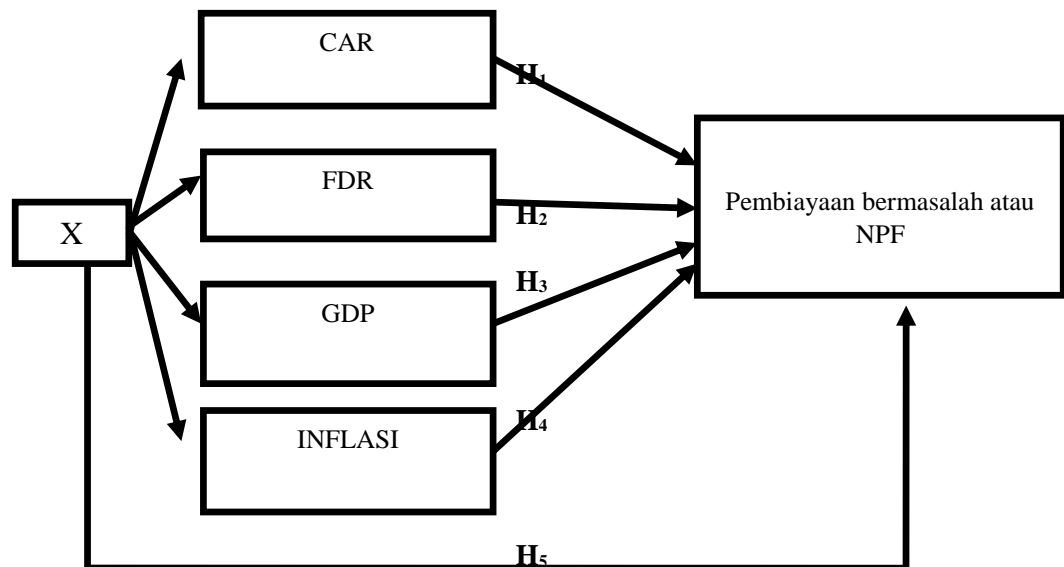 CAR
H₁
FDR
H₂
X
Pembiayaan bermasalah atau
NPF
GDP
H₃
INFLASI
H₄
H₅